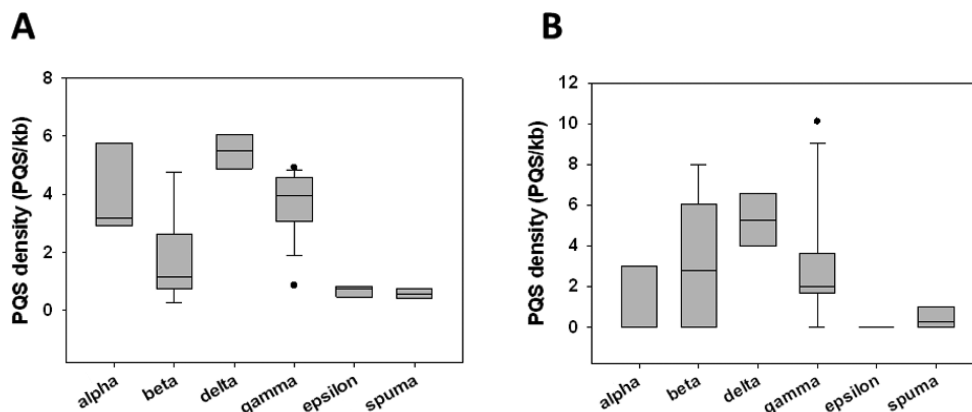 A
PQS density (PQS/kb)
8
6
4
2
0
alpha
beta
delta
gamma
epsilon
spuma
B
PQS density (PQS/kb)
12
10
8
6
4
2
0
alpha
beta
delta
gamma
epsilon
spuma